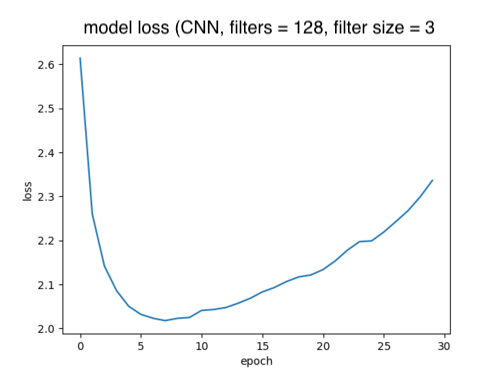 model loss (CNN, filters = 128, filter size = 3
2.6
2.5
2.4
2.3
2.2
2.1
2.0
loss
0 5 10 15 20 25 30
epoch